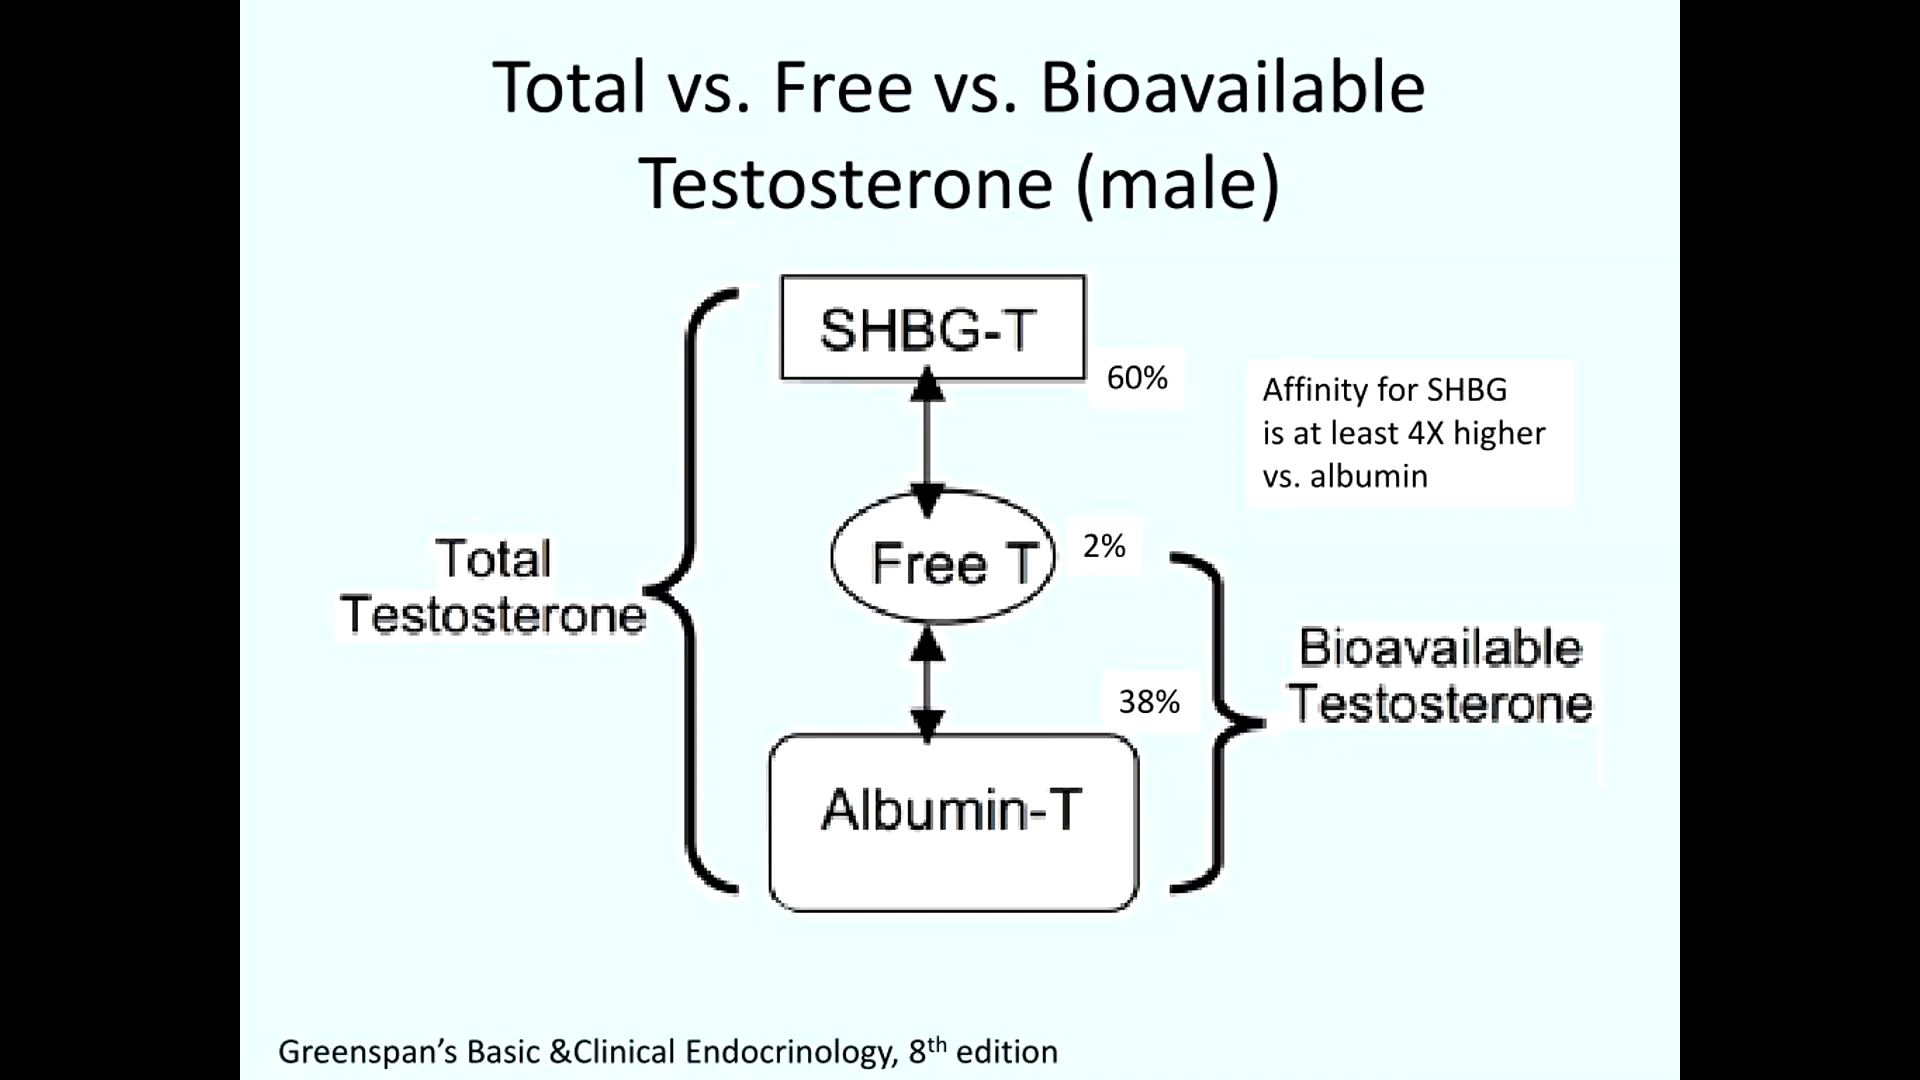 Total vs. Free vs. Bioavailable
Testosterone (male)
SHBG-T
60%
Affinity for SHBG
is at least 4X higher
vs. albumin
Free T
2%
Total
Testosterone
Bioavailable
Testosterone
38%
Albumin-T
Greenspan’s Basic &Clinical Endocrinology, 8th edition